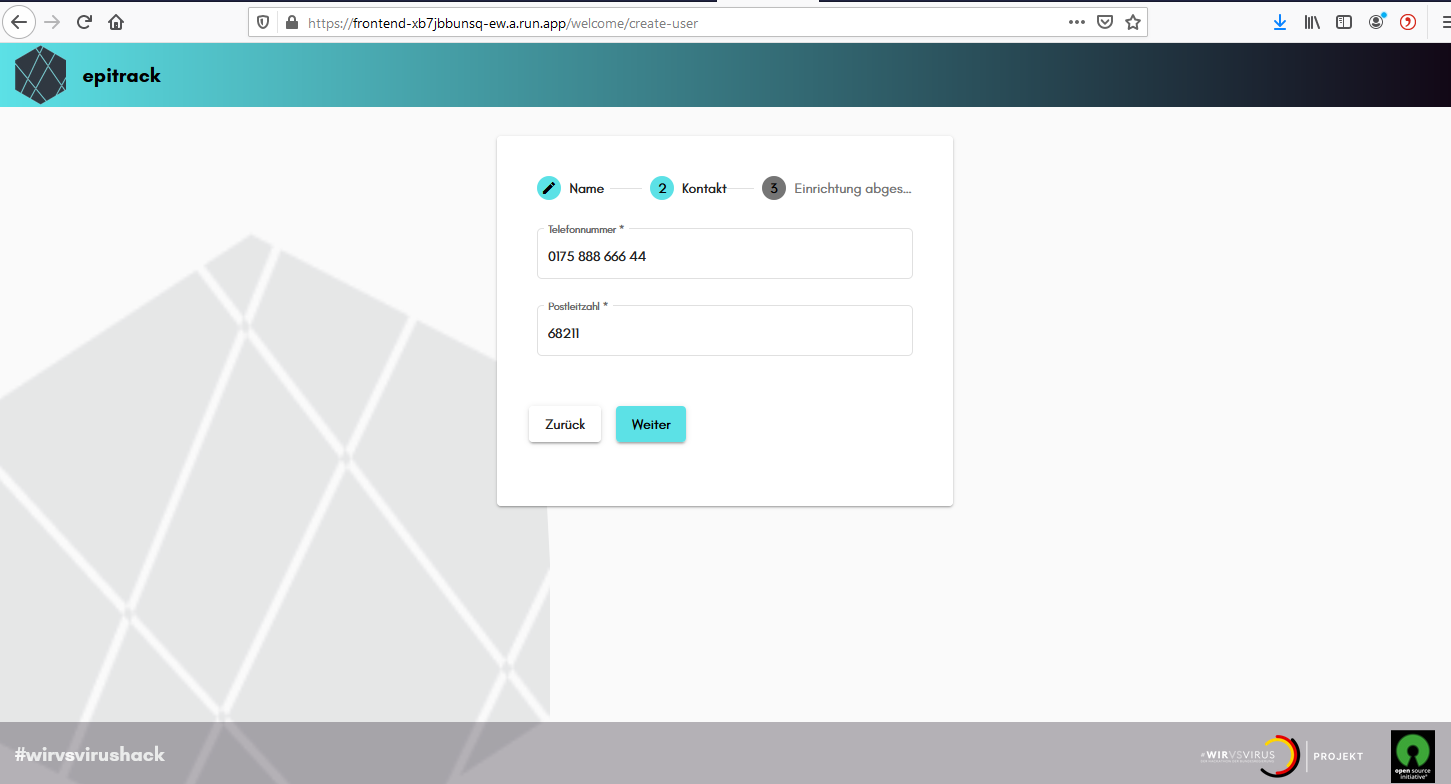 https://frontend-xb7jbbunsq-ew.a.run.app/welcome/create-user
epitrack
Name
2 Kontakt
3 Einrichtung abges...
Telefonnummer *
0175 888 666 44
Postleitzahl *
68211
Zurück Weiter
#wirvsvirushack
#WIRVSVIRUS
PROJEKT
open source
initiative